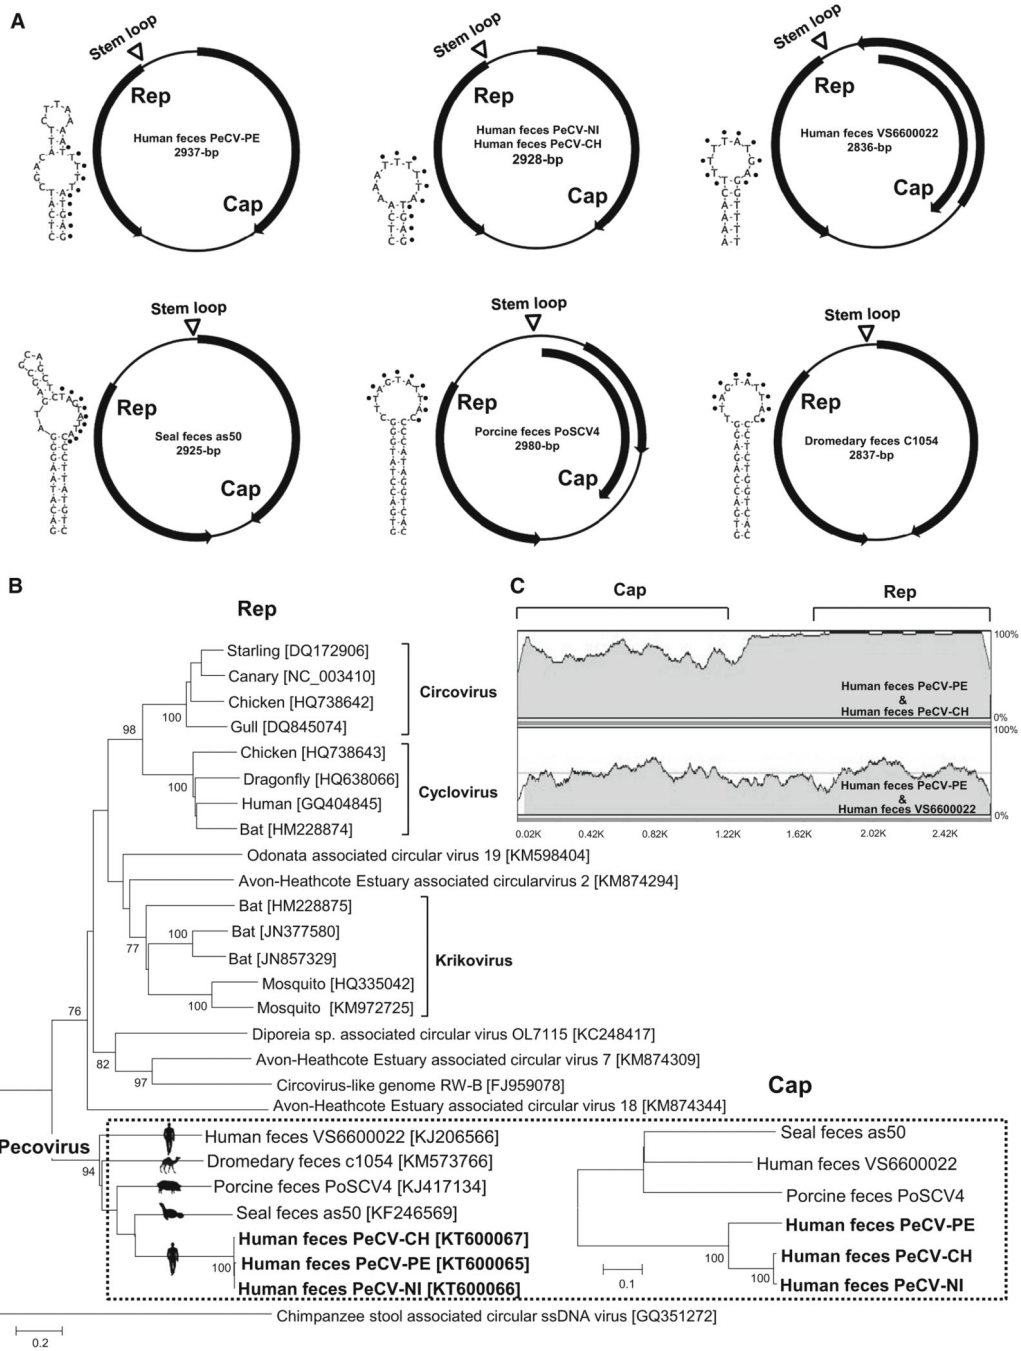 A
Stem loop
Rep
Human feces PeCV-PE
2937-bp
Cap
Stem loop
Rep
Human feces PeCV-NI
Human feces PeCV-CH
2928-bp
Cap
Stem loop
Rep
Human feces VS6600022
2836-bp
Cap
Stem loop
Rep
Seal feces as50
2925-bp
Cap
Stem loop
Rep
Porcine feces PoSCV4
2980-bp
Cap
Stem loop
Rep
Dromedary feces C1054
2837-bp
B
Rep
Starling [DQ172906]
Canary [NC_003410]
Chicken [HQ738642]
100
Gull [DQ845074]
Circovirus
98
Chicken [HQ738643]
Dragonfly [HQ638066]
100
Human [GQ404845]
Bat [HM228874]
Cyclovirus
Odonata associated circular virus 19 [KM598404]
Avon-Heathcote Estuary associated circularvirus 2 [KM874294]
Bat [HM228875]
100
Bat [JN377580]
77
Bat [JN857329]
Mosquito [HQ335042]
100
Mosquito [KM972725]
Krikovirus
76
Diporeia sp. associated circular virus OL7115 [KC248417]
82
Avon-Heathcote Estuary associated circular virus 7 [KM874309]
97
Circovirus-like genome RW-B [FJ959078]
Avon-Heathcote Estuary associated circular virus 18 [KM874344]
Pecovirus
94
Human feces VS6600022 [KJ206566]
Dromedary feces c1054 [KM573766]
Porcine feces PoSCV4 [KJ417134]
Seal feces as50 [KF246569]
Human feces PeCV-CH [KT600067]
100
Human feces PeCV-PE [KT600065]
Human feces PeCV-NI [KT600066]
Chimpanzee stool associated circular ssDNA virus [GQ351272]
0.2
Cap
Seal feces as50
Human feces VS6600022
Porcine feces PoSCV4
Human feces PeCV-PE
100
Human feces PeCV-CH
100
Human feces PeCV-NI
0.1
C
Cap
Rep
100%
Human feces PeCV-PE
&
Human feces PeCV-CH
0%
100%
Human feces PeCV-PE
&
Human feces VS6600022
0%
0.02K 0.42K 0.82K 1.22K 1.62K 2.02K 2.42K